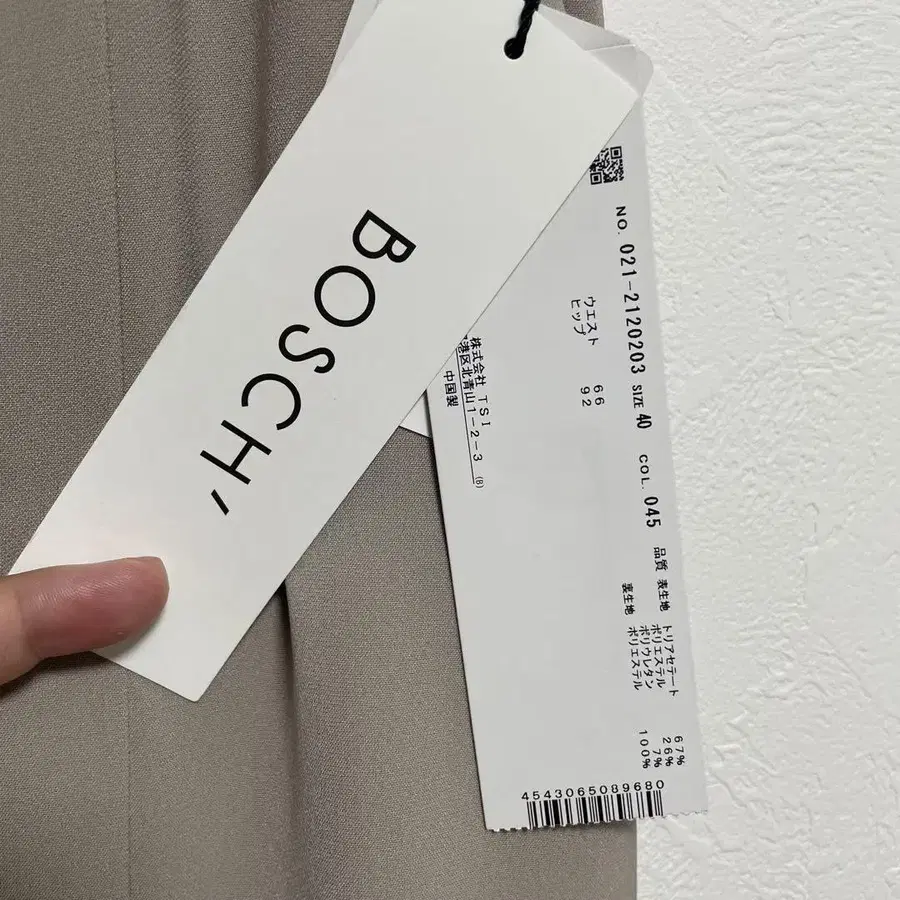 BOSCH′
NO. 021-2120203 SIZE 40 COL. 045
ウエスト 66
ヒップ 92
品質 表生地 トリアセテート 67%
ポリエステル 26%
ポリウレタン 7%
裏生地 ポリエステル 100%
株式会社 TSI
港区北青山1-2-3 (B)
中国製
4543065089680